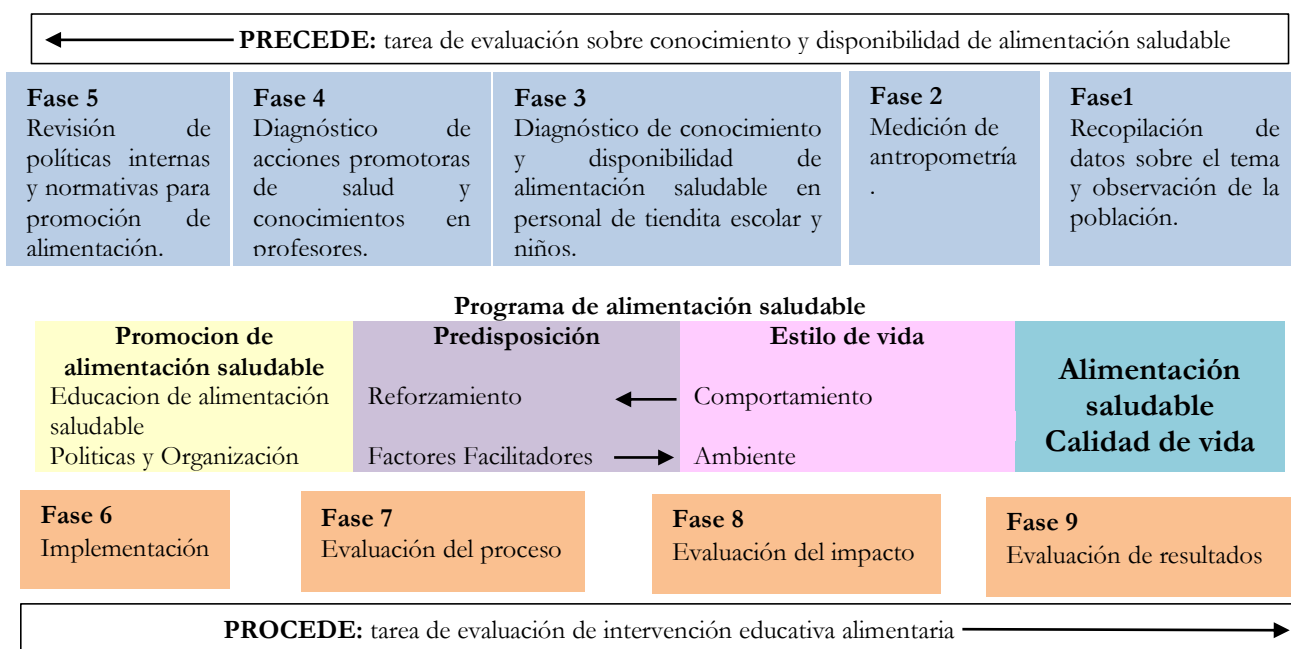 PRECEDE: tarea de evaluación sobre conocimiento y disponibilidad de alimentación saludable
Fase 5
Revisión de
políticas internas
y normativas para
promoción de
alimentación.
Fase 4
Diagnóstico de
acciones promotoras
de salud y
conocimientos en
profesores.
Fase 3
Diagnóstico de conocimiento
y disponibilidad de
alimentación saludable en
personal de tiendita escolar y
niños.
Fase 2
Medición de
antropometría
.
Fase1
Recopilación de
datos sobre el tema
y observación de la
población.
Programa de alimentación saludable
Promocion de
alimentación saludable
Educacion de alimentación
saludable
Politicas y Organización
Predisposición
Reforzamiento
Factores Facilitadores
Estilo de vida
Comportamiento
Ambiente
Alimentación
saludable
Calidad de vida
Fase 6
Implementación
Fase 7
Evaluación del proceso
Fase 8
Evaluación del impacto
Fase 9
Evaluación de resultados
PROCEDE: tarea de evaluación de intervención educativa alimentaria